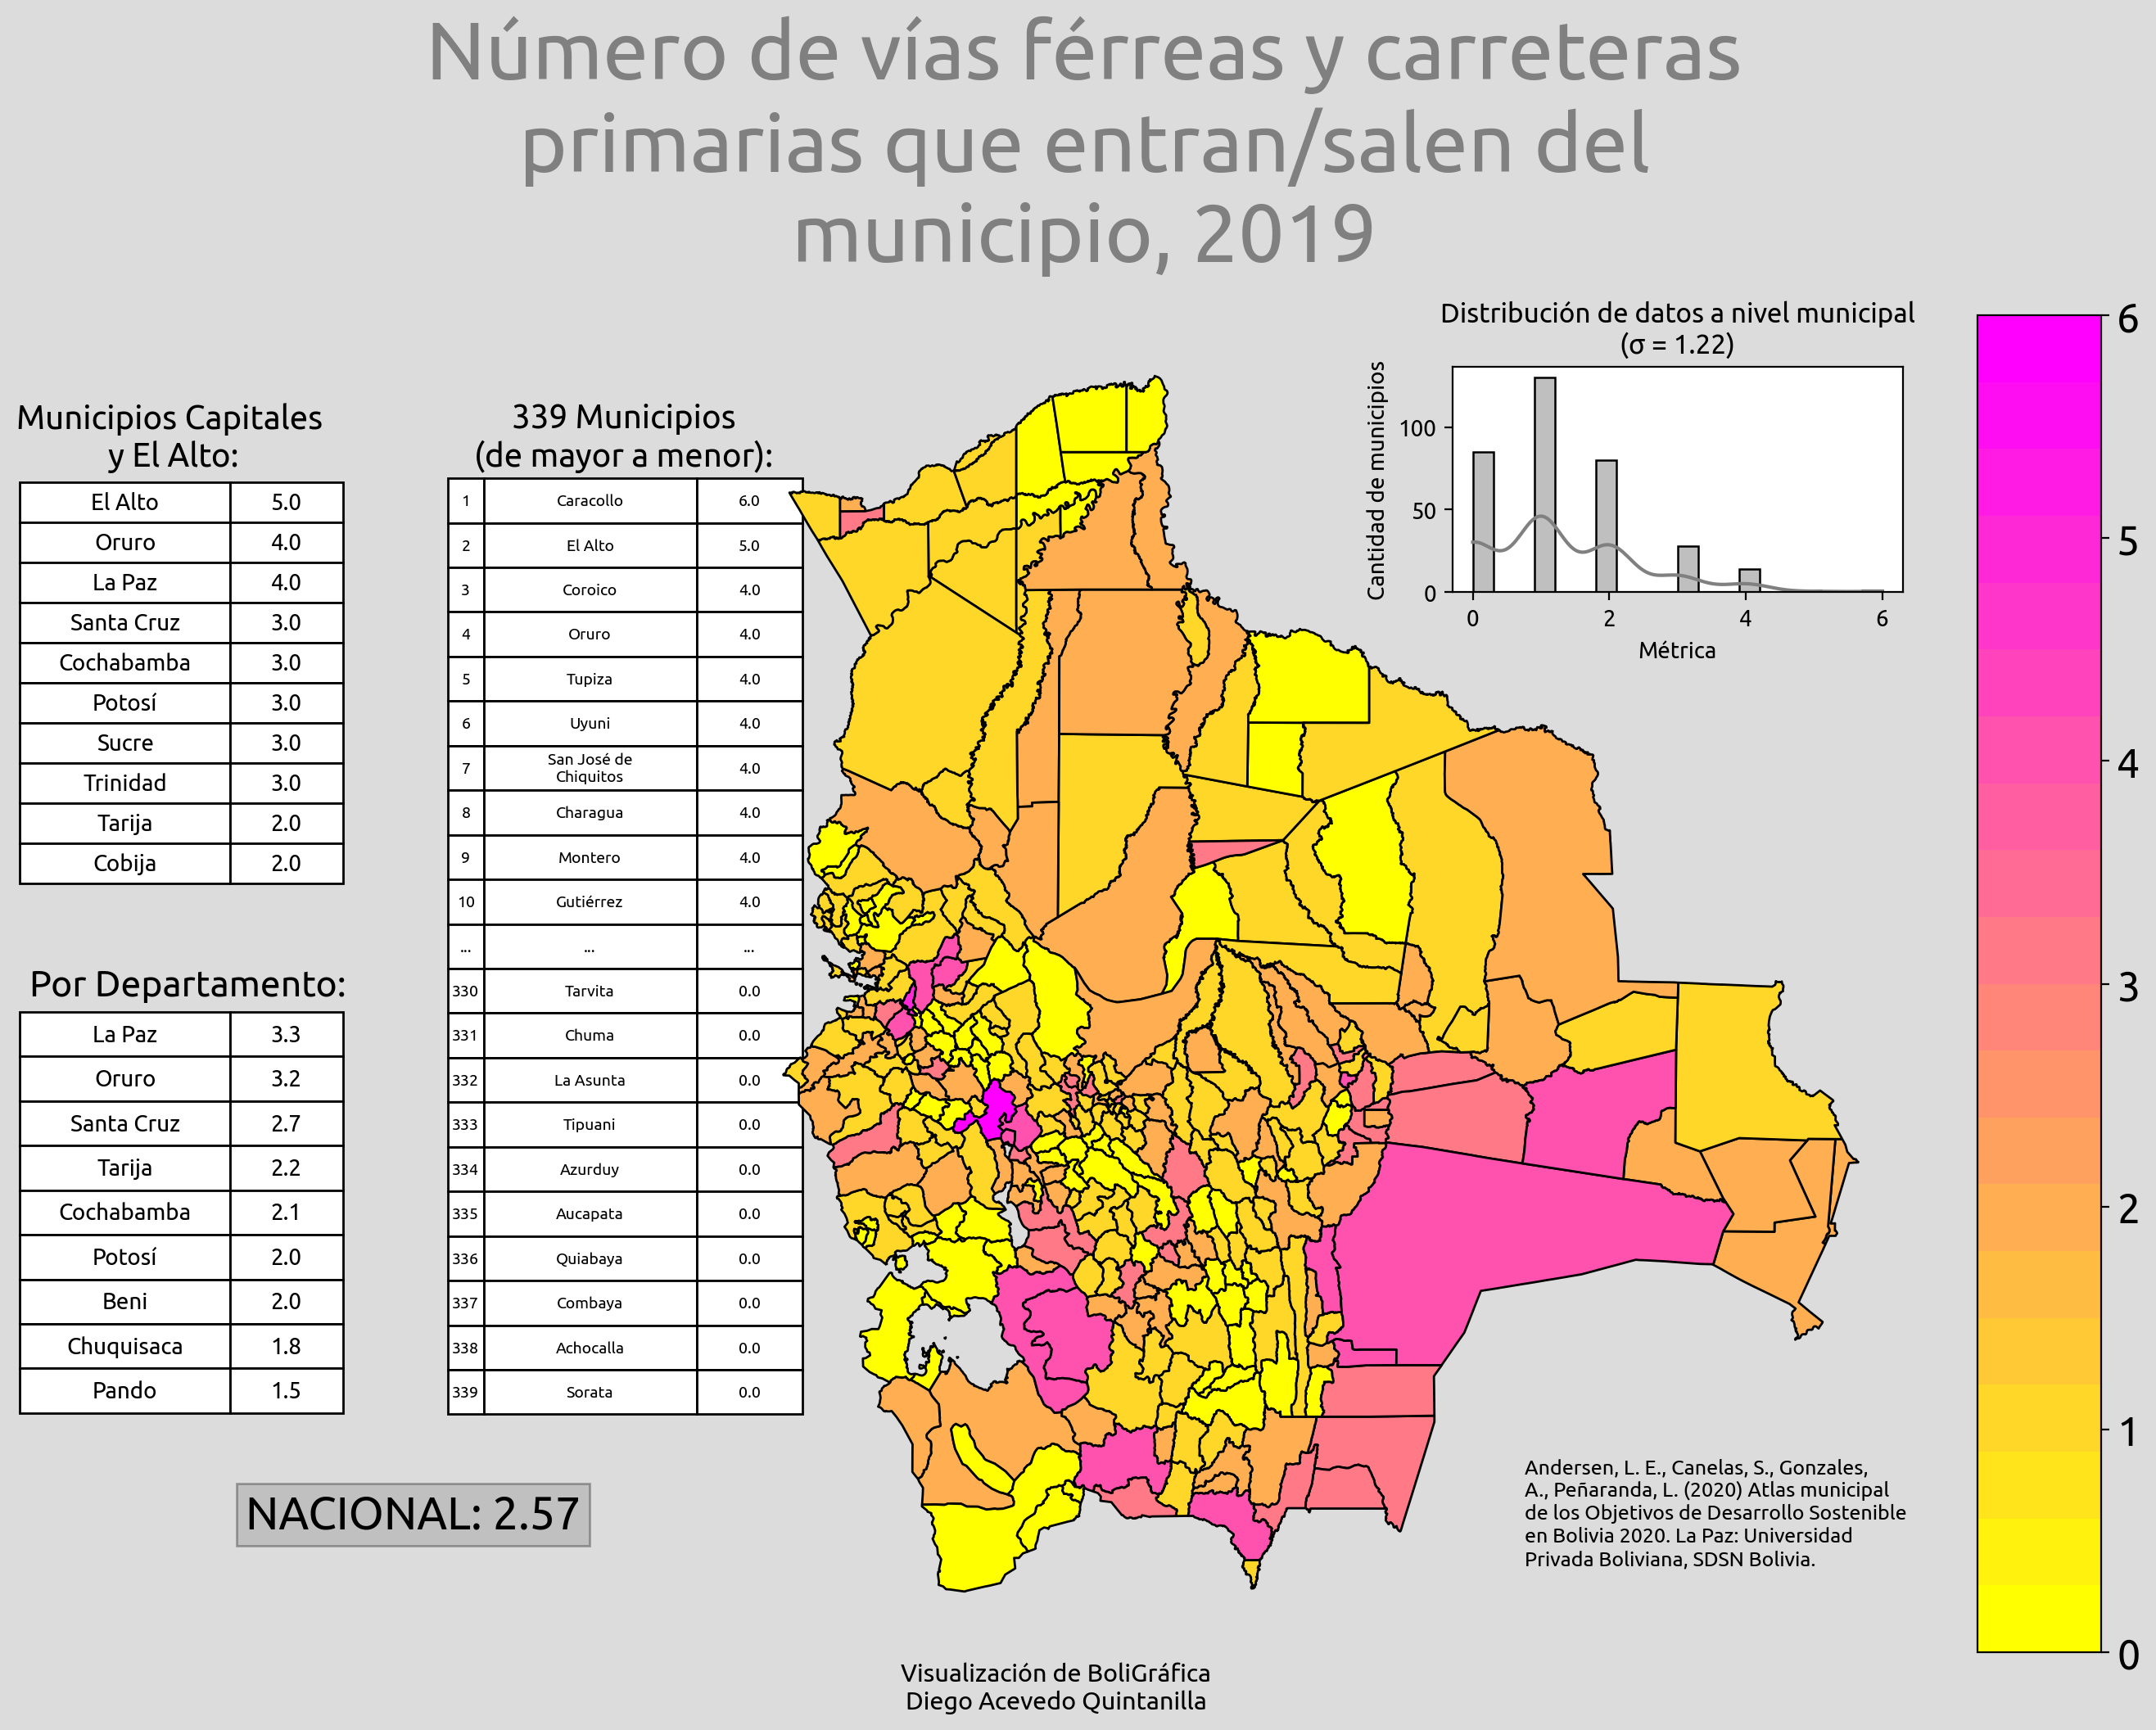 Número de vías férreas y carreteras
primarias que entran/salen del
municipio, 2019
Municipios Capitales
y El Alto:
El Alto 5.0
Oruro 4.0
La Paz 4.0
Santa Cruz 3.0
Cochabamba 3.0
Potosí 3.0
Sucre 3.0
Trinidad 3.0
Tarija 2.0
Cobija 2.0
Por Departamento:
La Paz 3.3
Oruro 3.2
Santa Cruz 2.7
Tarija 2.2
Cochabamba 2.1
Potosí 2.0
Beni 2.0
Chuquisaca 1.8
Pando 1.5
NACIONAL: 2.57
339 Municipios
(de mayor a menor):
1 Caracollo 6.0
2 El Alto 5.0
3 Coroico 4.0
4 Oruro 4.0
5 Tupiza 4.0
6 Uyuni 4.0
7 San José de
Chiquitos 4.0
8 Charagua 4.0
9 Montero 4.0
10 Gutiérrez 4.0
... ... ...
330 Tarvita 0.0
331 Chuma 0.0
332 La Asunta 0.0
333 Tipuani 0.0
334 Azurduy 0.0
335 Aucapata 0.0
336 Quiabaya 0.0
337 Combaya 0.0
338 Achocalla 0.0
339 Sorata 0.0
Distribución de datos a nivel municipal
(σ = 1.22)
Cantidad de municipios
100
50
0
0 2 4 6
Métrica
6
5
4
3
2
1
0
Andersen, L. E., Canelas, S., Gonzales,
A., Peñaranda, L. (2020) Atlas municipal
de los Objetivos de Desarrollo Sostenible
en Bolivia 2020. La Paz: Universidad
Privada Boliviana, SDSN Bolivia.
Visualización de BoliGráfica
Diego Acevedo Quintanilla